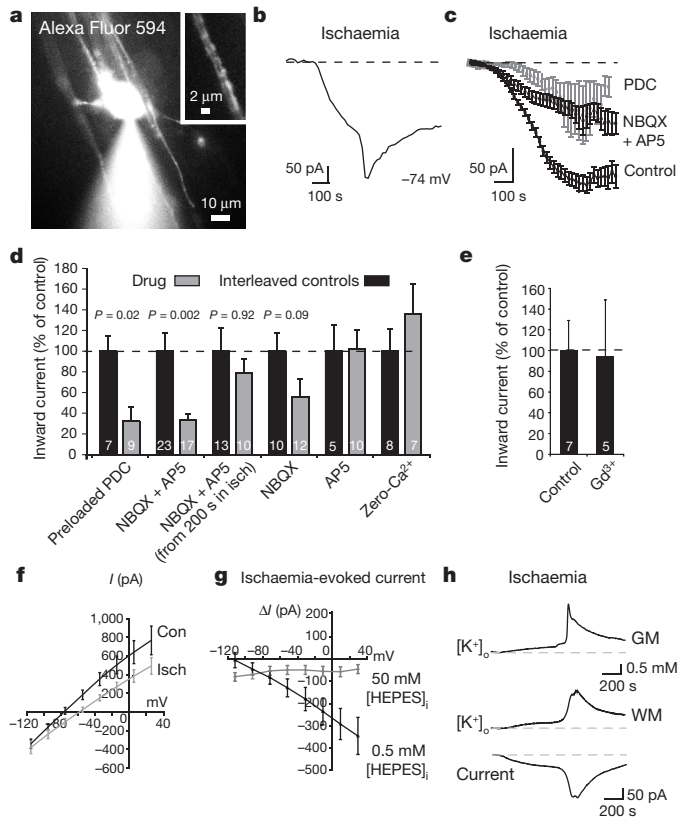 a
Alexa Fluor 594
2 μm
10 μm
b
Ischaemia
50 pA
100 s
−74 mV
c
Ischaemia
PDC
NBQX
+ AP5
Control
50 pA
100 s
d
Inward current (% of control)
180
160
140
120
100
80
60
40
20
0
Drug
Interleaved controls
P = 0.02
P = 0.002
P = 0.92
P = 0.09
7
9
23
17
13
10
10
12
5
10
8
7
Preloaded PDC
NBQX + AP5
NBQX + AP5
(from 200 s in isch)
NBQX
AP5
Zero-Ca²⁺
e
Inward current (% of control)
160
140
120
100
80
60
40
20
0
7
5
Control
Gd³⁺
f
I (pA)
1,000
800
600
400
200
−200
−400
−600
Con
Isch
mV
−120
−80
−40
0
40
g
Ischaemia-evoked current
ΔI (pA)
200
100
−100
−200
−300
−400
−500
−120
−80
−40
0
40
mV
50 mM
[HEPES]ᵢ
0.5 mM
[HEPES]ᵢ
h
Ischaemia
[K⁺]ₒ
GM
0.5 mM
200 s
[K⁺]ₒ
WM
Current
50 pA
200 s